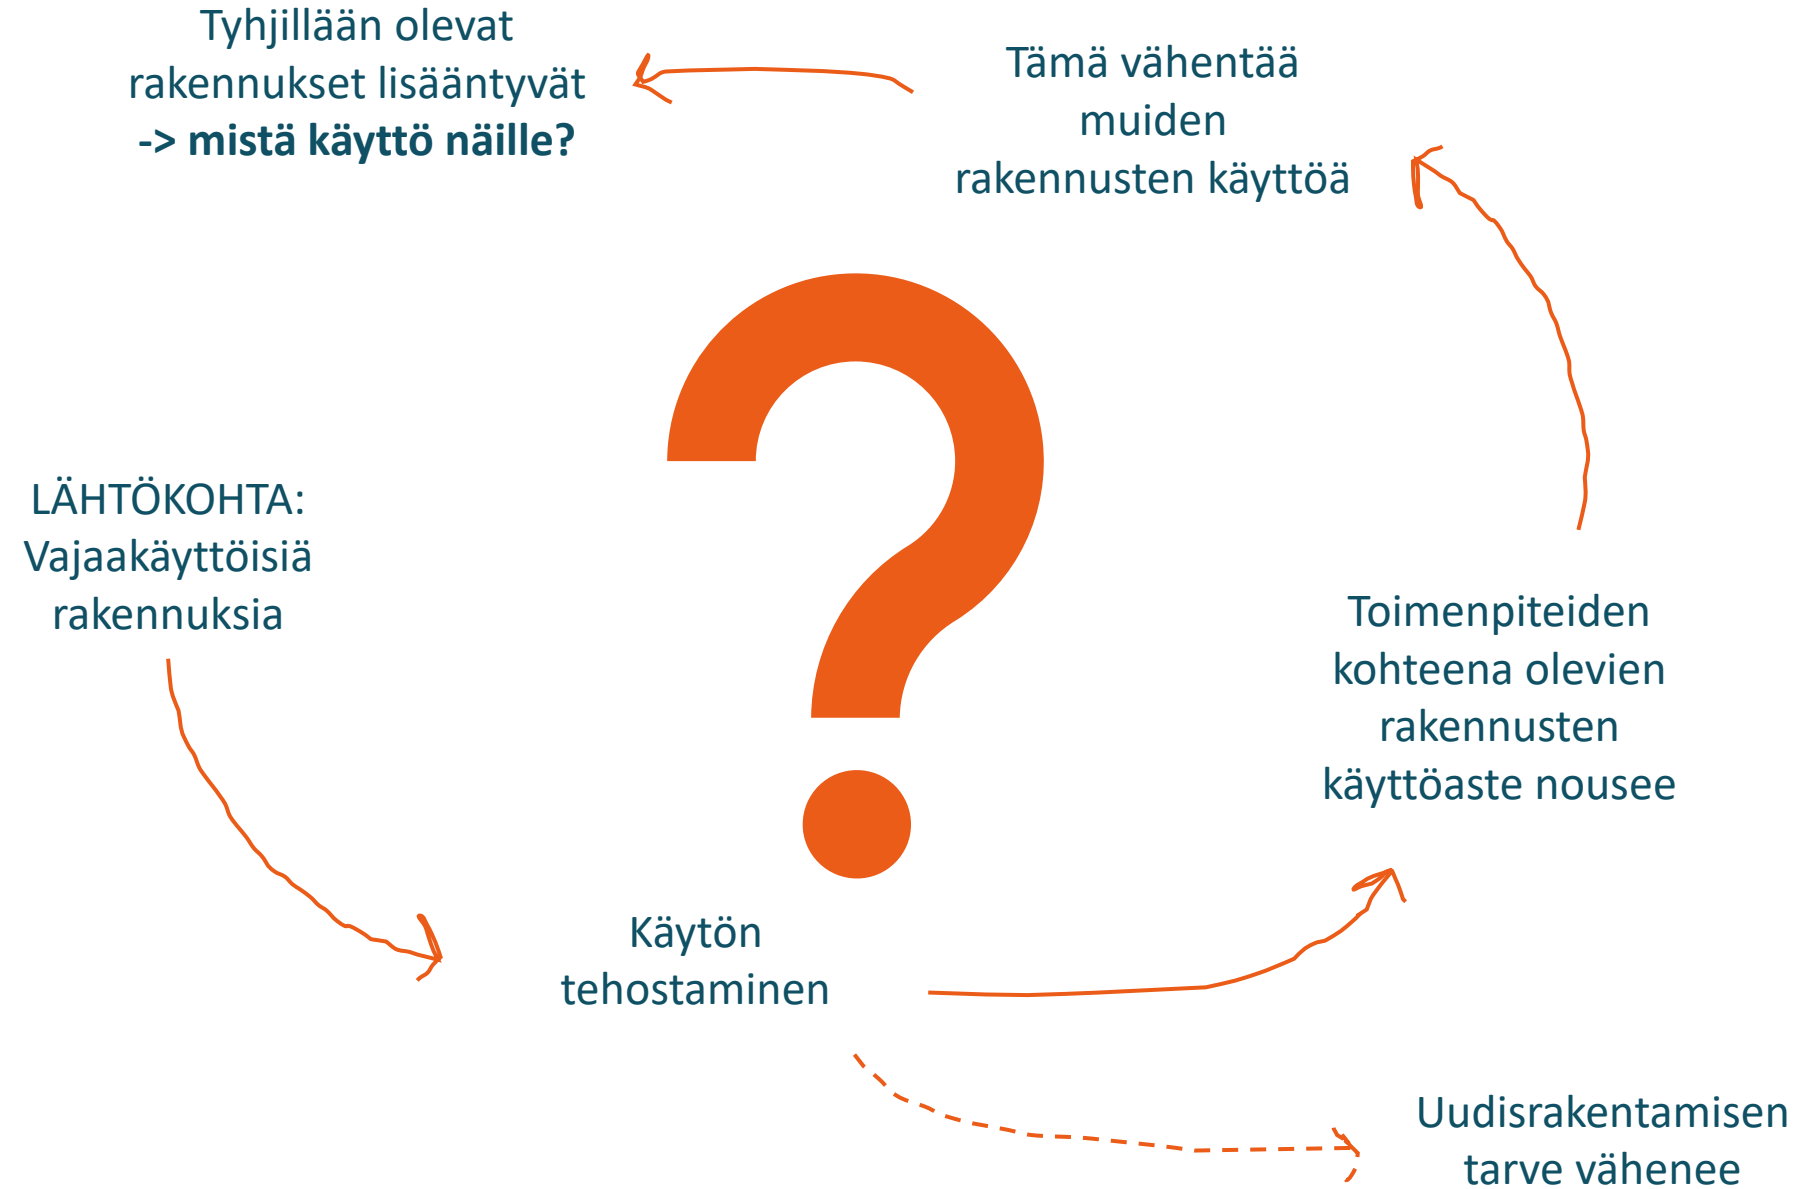 Tyhjillään olevat
rakennukset lisääntyvät
-> mistä käyttö näille?
Tämä vähentää
muiden
rakennusten käyttöä
LÄHTÖKOHTA:
Vajaakäyttöisiä
rakennuksia
Toimenpiteiden
kohteena olevien
rakennusten
käyttöaste nousee
Käytön
tehostaminen
Uudisrakentamisen
tarve vähenee
?